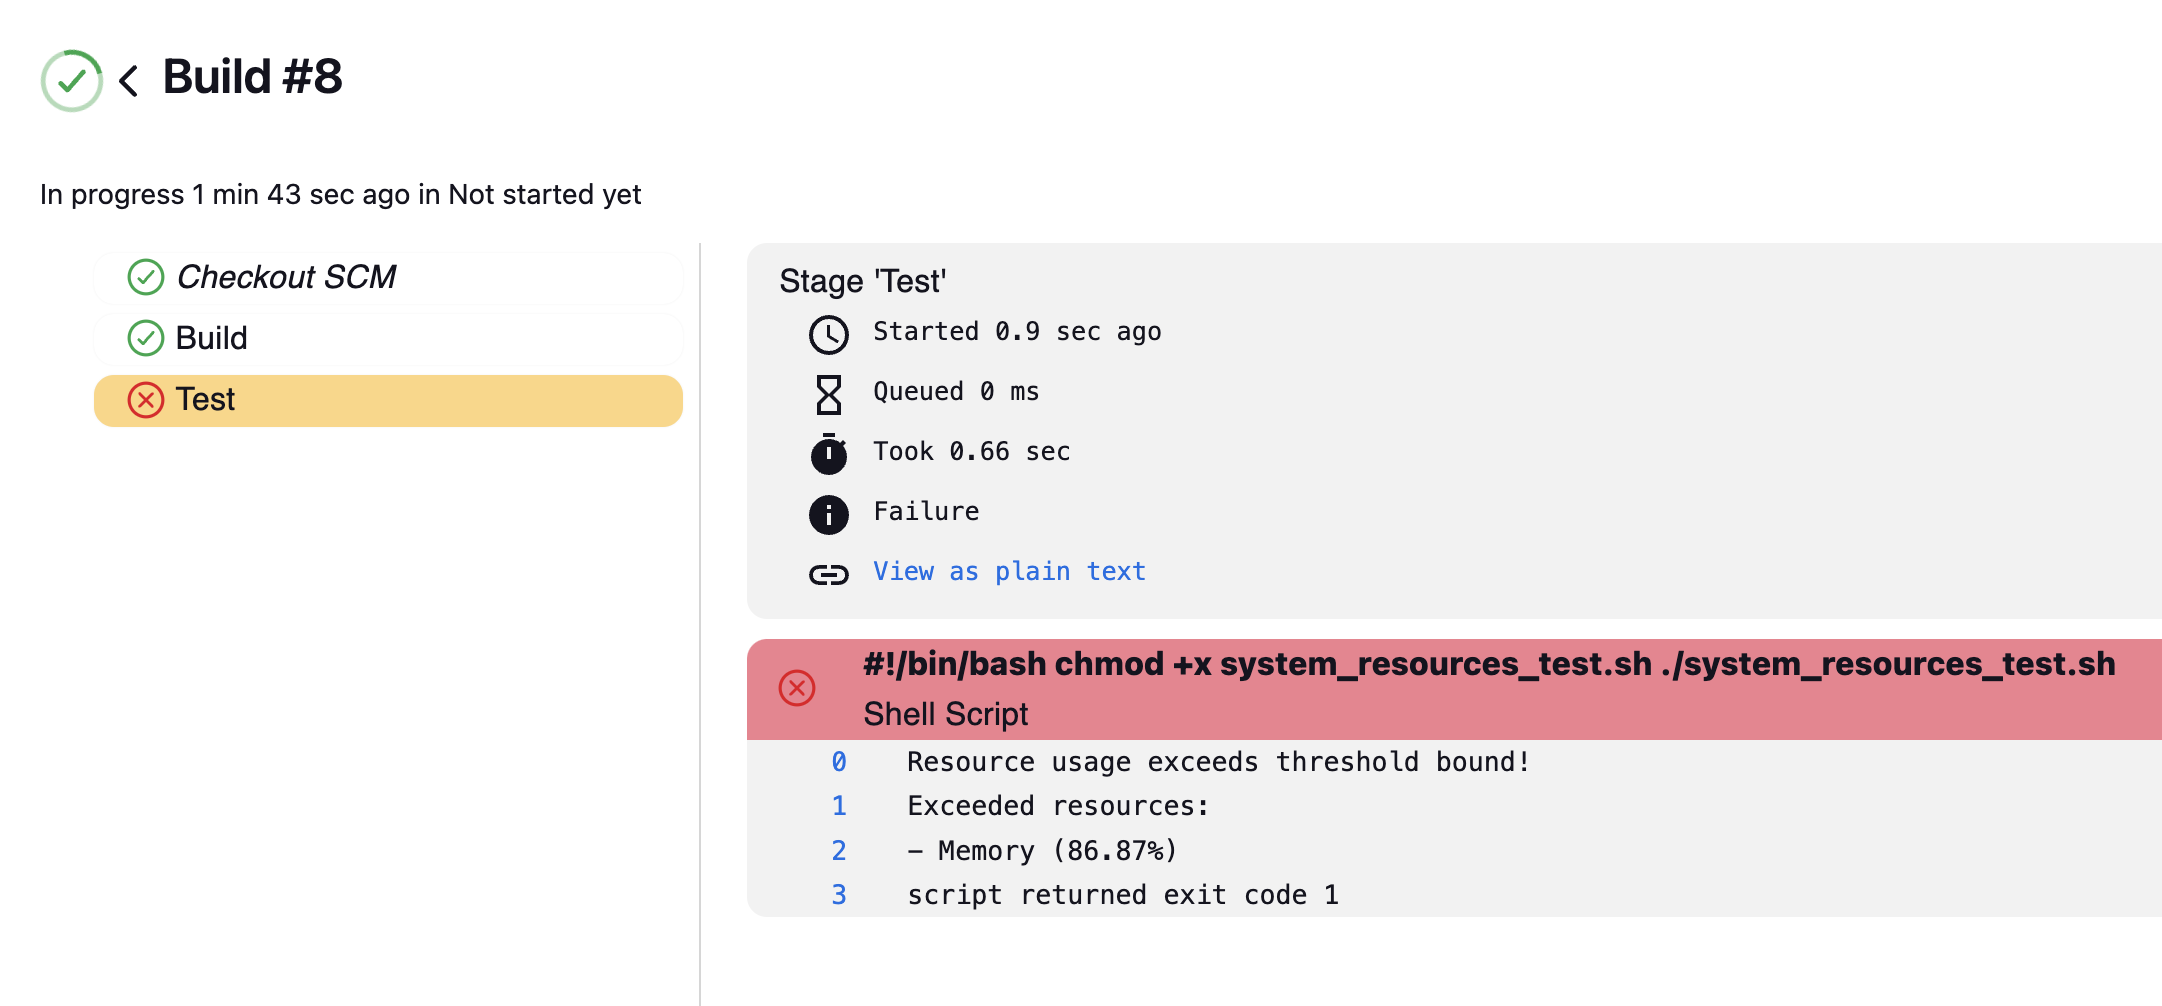 Build #8
In progress 1 min 43 sec ago in Not started yet
Checkout SCM
Build
Test
Stage 'Test'
Started 0.9 sec ago
Queued 0 ms
Took 0.66 sec
Failure
View as plain text
#!/bin/bash chmod +x system_resources_test.sh ./system_resources_test.sh
Shell Script
0 Resource usage exceeds threshold bound!
1 Exceeded resources:
2 – Memory (86.87%)
3 script returned exit code 1